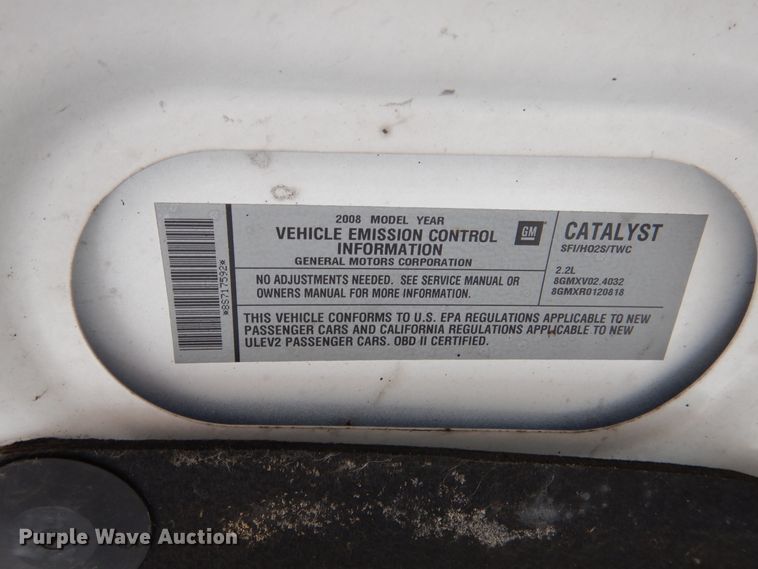 *8S717592*
2008 MODEL YEAR
VEHICLE EMISSION CONTROL
INFORMATION
GENERAL MOTORS CORPORATION
GM
NO ADJUSTMENTS NEEDED. SEE SERVICE MANUAL OR
OWNERS MANUAL FOR MORE INFORMATION.
CATALYST
SFI/HO2S/TWC
2.2L
8GMXV02.4032
8GMXR0120818
THIS VEHICLE CONFORMS TO U.S. EPA REGULATIONS APPLICABLE TO NEW
PASSENGER CARS AND CALIFORNIA REGULATIONS APPLICABLE TO NEW
ULEV2 PASSENGER CARS. OBD II CERTIFIED.
Purple Wave Auction